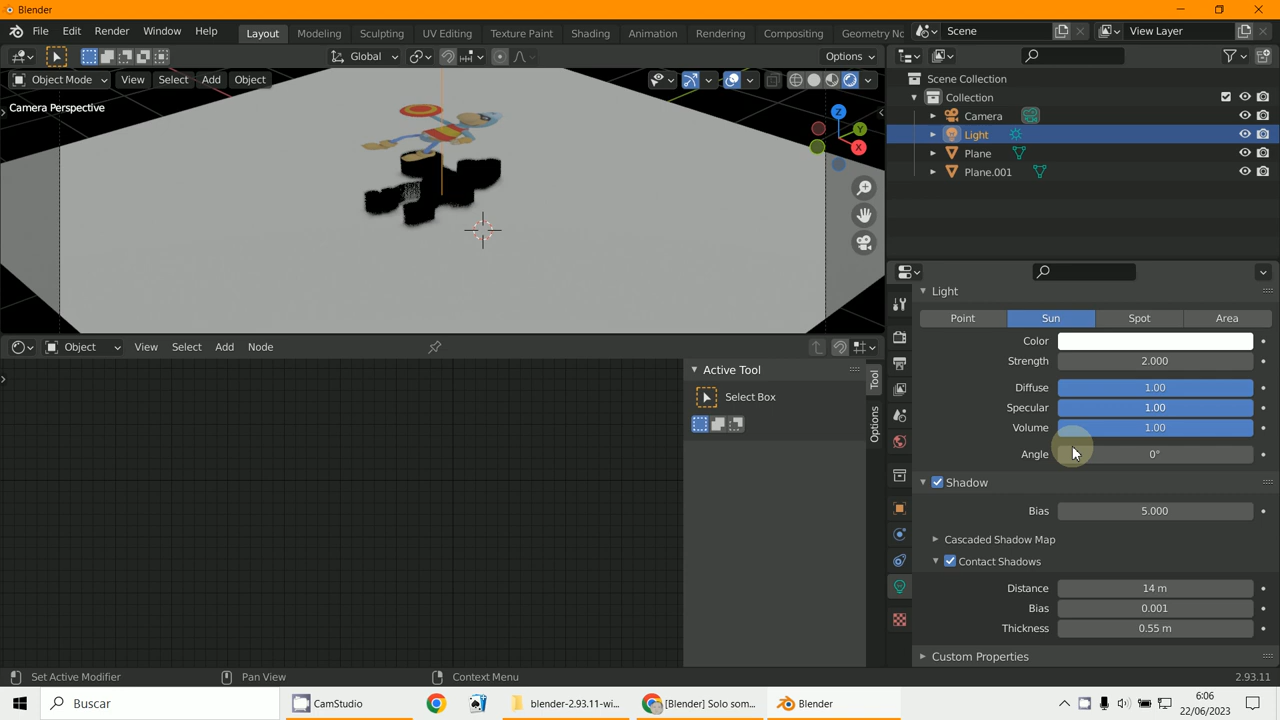 Blender
File Edit Render Window Help
Layout Modeling Sculpting UV Editing Texture Paint Shading Animation Rendering Compositing Geometry No
Scene View Layer
Global Options
Object Mode View Select Add Object
Camera Perspective
Z
Y
X
Scene Collection
Collection
Camera
Light
Plane
Plane.001
Object View Select Add Node
Active Tool
Select Box
Tool
Options
Light
Point Sun Spot Area
Color
Strength 2.000
Diffuse 1.00
Specular 1.00
Volume 1.00
Angle 0°
Shadow
Bias 5.000
Cascaded Shadow Map
Contact Shadows
Distance 14 m
Bias 0.001
Thickness 0.55 m
Custom Properties
Set Active Modifier Pan View Context Menu 2.93.11
Buscar CamStudio blender-2.93.11-wi... [Blender] Solo som... Blender
6:06
22/06/2023